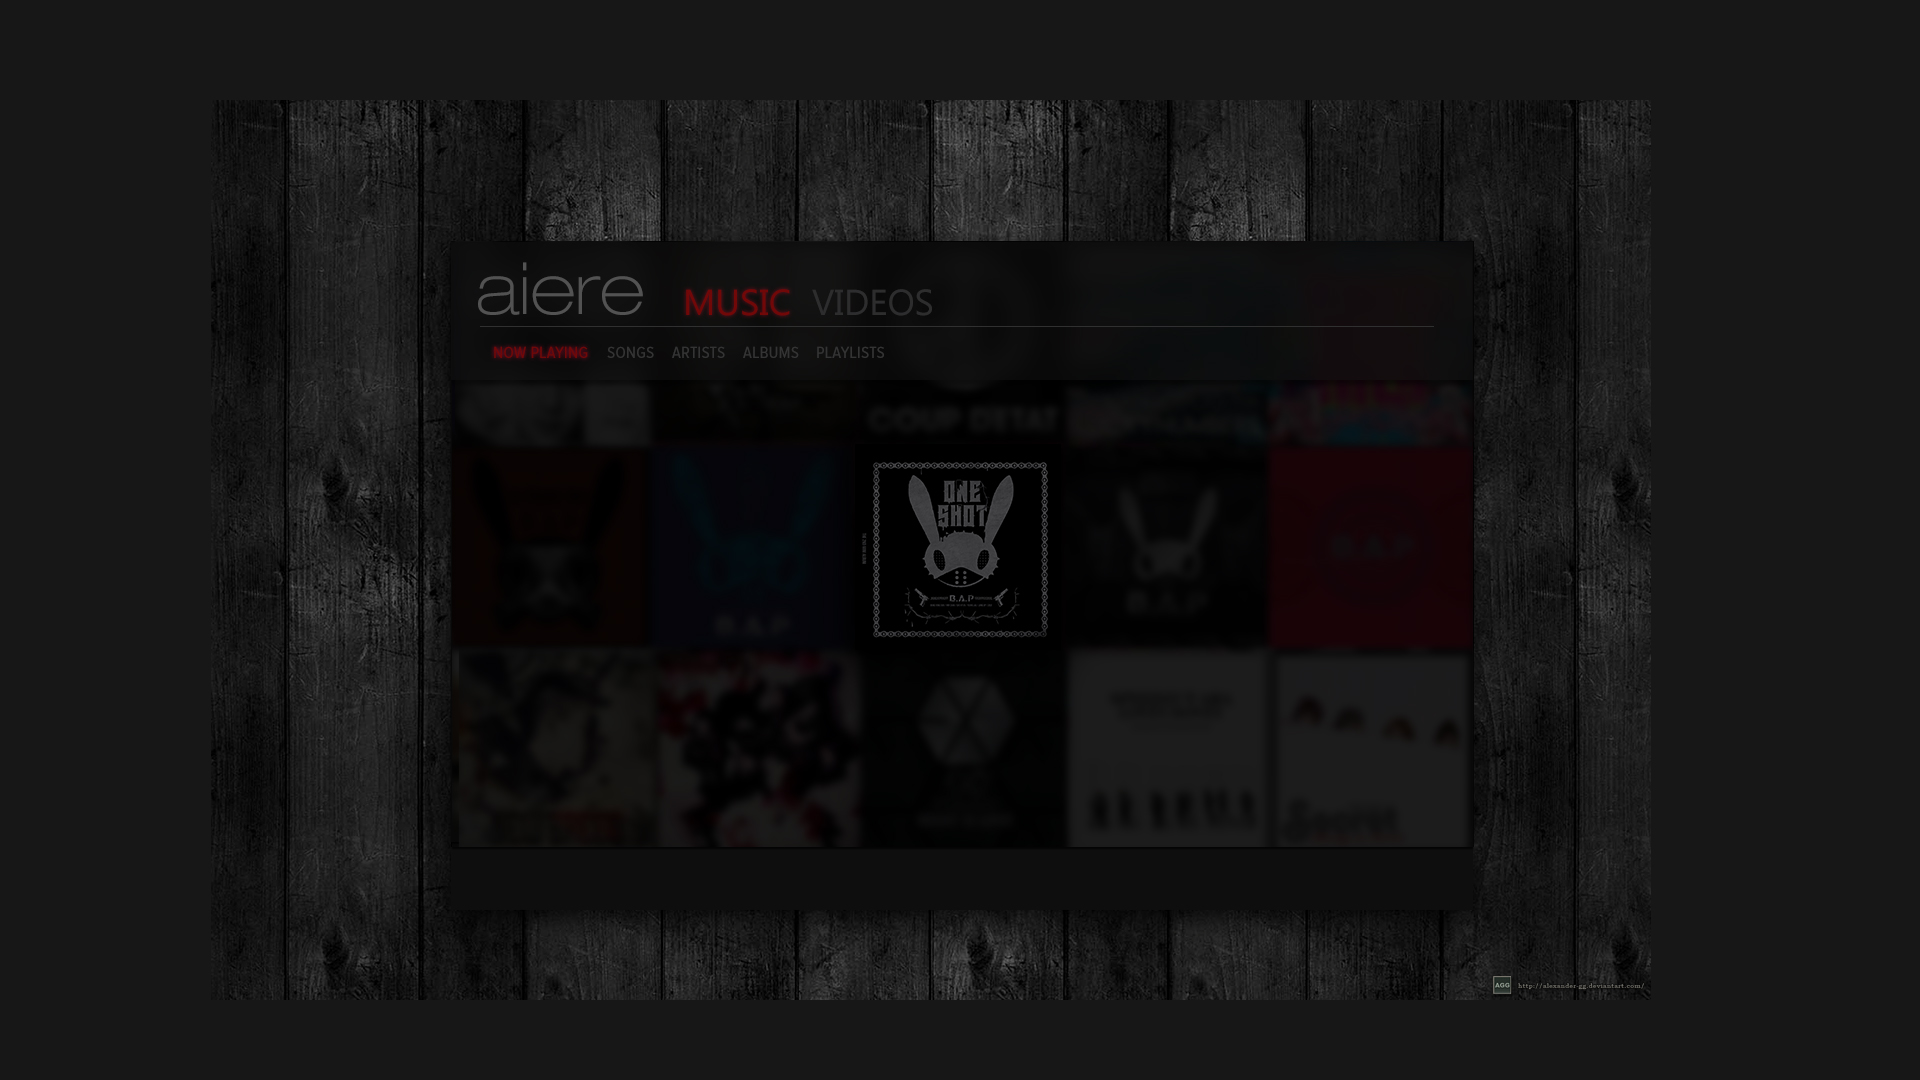 aiere MUSIC VIDEOS
NOW PLAYING SONGS ARTISTS ALBUMS PLAYLISTS
COUP D'ETAT
ONE
SHOT
B.A.P
B.A.P
B.A.P
B.A.P
Secret
AGG http://alexander-gg.deviantart.com/